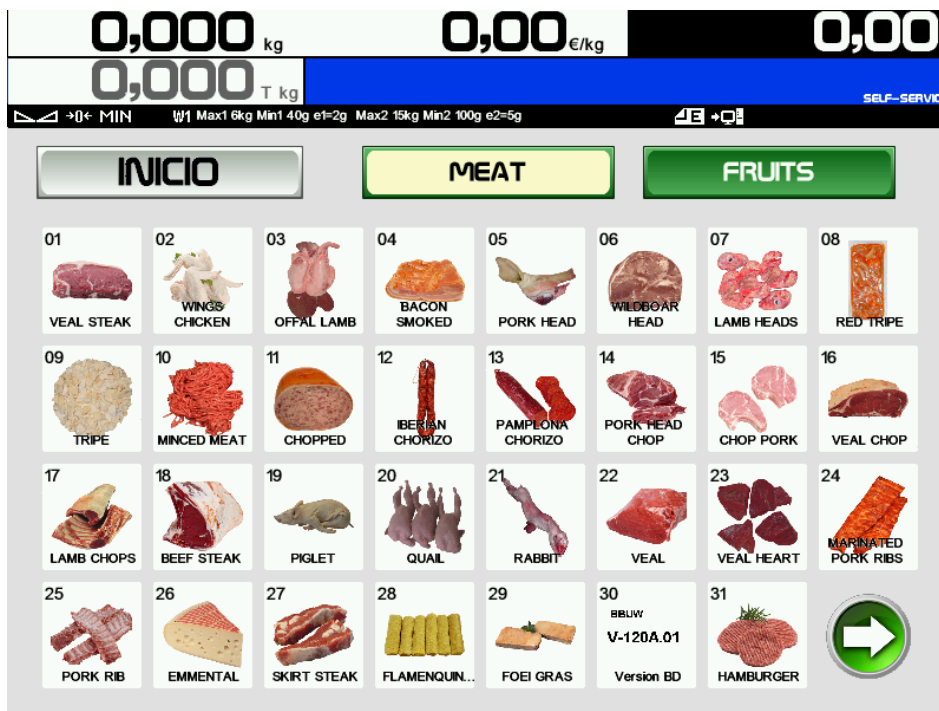 0,000 kg 0,00 €/kg 0,00
0,000 T kg
SELF-SERVIC
→0← MIN W1 Max1 6kg Min1 40g e1=2g Max2 15kg Min2 100g e2=5g E
INICIO MEAT FRUITS
01 02 03 04 05 06 07 08
VEAL STEAK
WINGS
CHICKEN
OFFAL LAMB
BACON
SMOKED
PORK HEAD
WILDBOAR
HEAD
LAMB HEADS
RED TRIPE
09 10 11 12 13 14 15 16
TRIPE
MINCED MEAT
CHOPPED
IBERIAN
CHORIZO
PAMPLONA
CHORIZO
PORK HEAD
CHOP
CHOP PORK
VEAL CHOP
17 18 19 20 21 22 23 24
LAMB CHOPS
BEEF STEAK
PIGLET
QUAIL
RABBIT
VEAL
VEAL HEART
MARINATED
PORK RIBS
25 26 27 28 29 30 31
PORK RIB
EMMENTAL
SKIRT STEAK
FLAMENQUIN...
FOEI GRAS
BBUW
V-120A.01
Version BD
HAMBURGER